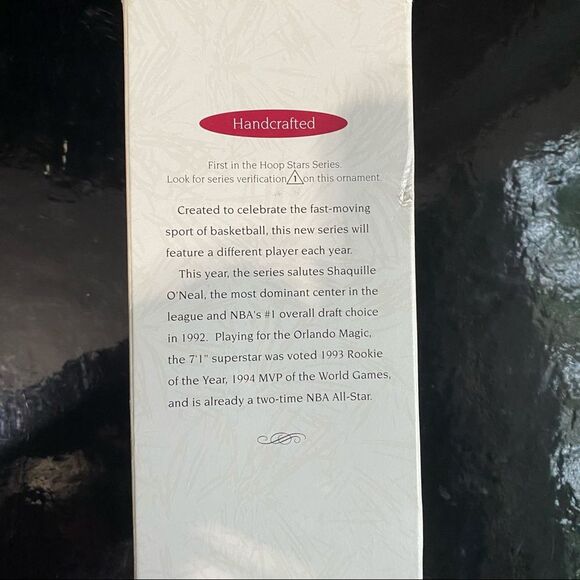 Handcrafted
First in the Hoop Stars Series.
Look for series verification 1 on this ornament.
Created to celebrate the fast-moving
sport of basketball, this new series will
feature a different player each year.
This year, the series salutes Shaquille
O'Neal, the most dominant center in the
league and NBA's #1 overall draft choice
in 1992. Playing for the Orlando Magic,
the 7'1" superstar was voted 1993 Rookie
of the Year, 1994 MVP of the World Games,
and is already a two-time NBA All-Star.